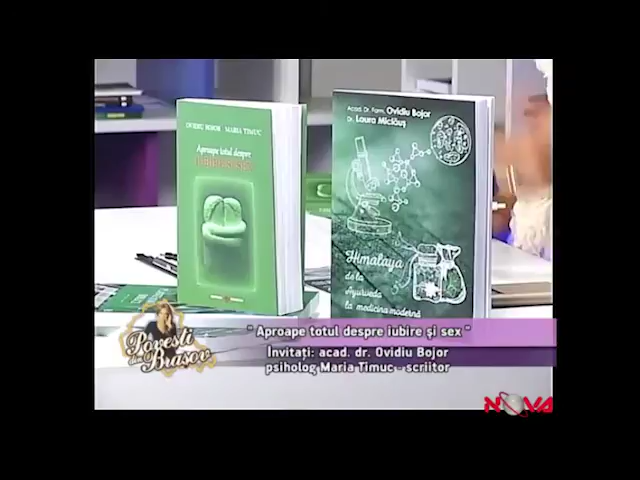 OVIDIU BOJOR - MARIA TIMUC
Aproape totul despre
Acad. Dr. Farm. Ovidiu Bojor
Dr. Laura Miclăuș
Himalaya
de la
Ayurveda
la medicina modernă
Povești
din
Brașov
" Aproape totul despre iubire și sex "
Invitați: acad. dr. Ovidiu Bojor
psiholog Maria Timuc - scriitor
NOVA